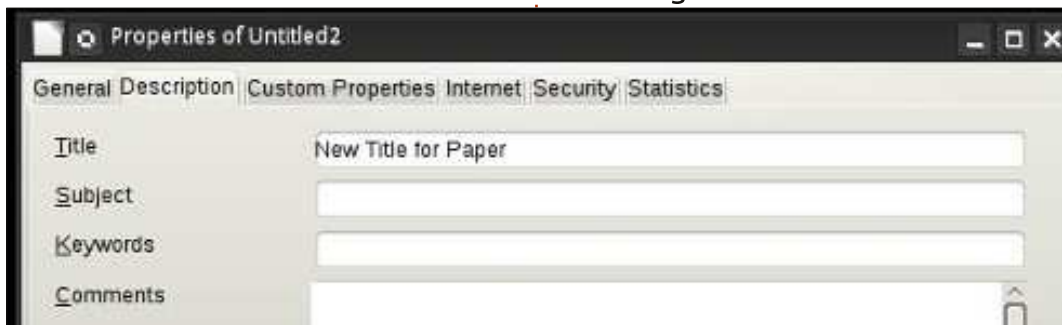 Properties of Untitled2
General Description Custom Properties Internet Security Statistics
Title New Title for Paper
Subject
Keywords
Comments